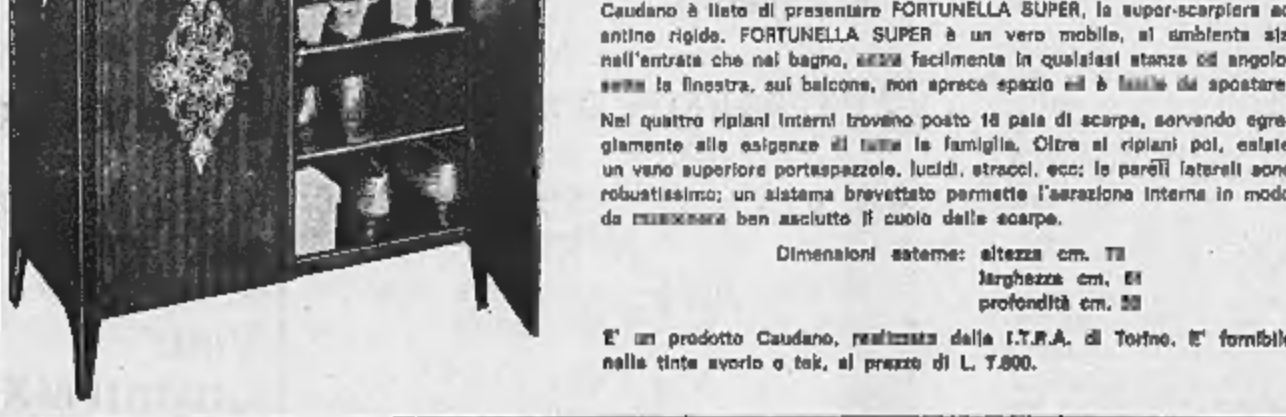 Caudano è lieto di presentare FORTUNELLA SUPER, la super-scarpiera ad
antine rigide. FORTUNELLA SUPER è un vero mobile, si ambienta sia
nell'entrata che nel bagno, facilmente in qualsiasi stanza od angolo,
la finestra, sul balcone, non spreca spazio ed è facile da spostare.
Nei quattro ripiani interni trovano posto 18 paia di scarpe, servendo egre-
giamente alle esigenze di tutta la famiglia. Oltre ai ripiani poi, esiste
un vano superiore portaspazzole, lucidi, stracci, ecc; le pareti laterali sono
robustissime; un sistema brevettato permette l'aerazione interna in modo
da ben asciutto il cuoio delle scarpe.
Dimensioni esterne: altezza cm.
larghezza cm.
profondità cm.
E' un prodotto Caudano, dalla I.T.R.A. di Torino. E' fornibile
nelle tinte avorio o tek, al prezzo di L. 7.800.